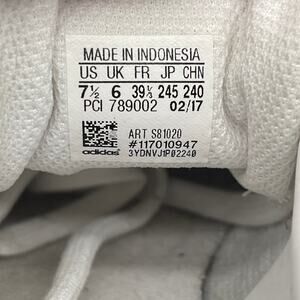 MADE IN INDONESIA
US UK FR JP CHN
7½ 6 39⅓ 245 240
PCI 789002 02/17
ART S81020
#117010947
adidas 3YDNVJ1P02240